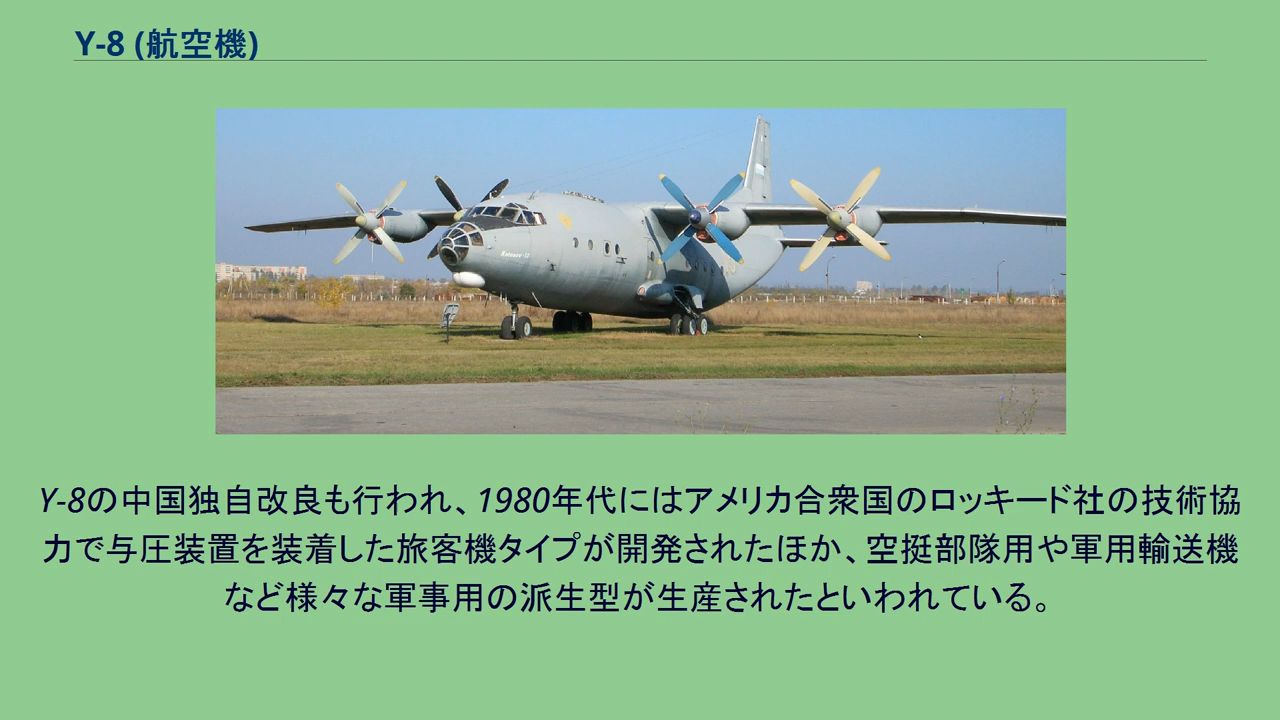 Y-8 (航空機)
Antonov-12
Y-8の中国独自改良も行われ、1980年代にはアメリカ合衆国のロッキード社の技術協
力で与圧装置を装着した旅客機タイプが開発されたほか、空挺部隊用や軍用輸送機
など様々な軍事用の派生型が生産されたといわれている。